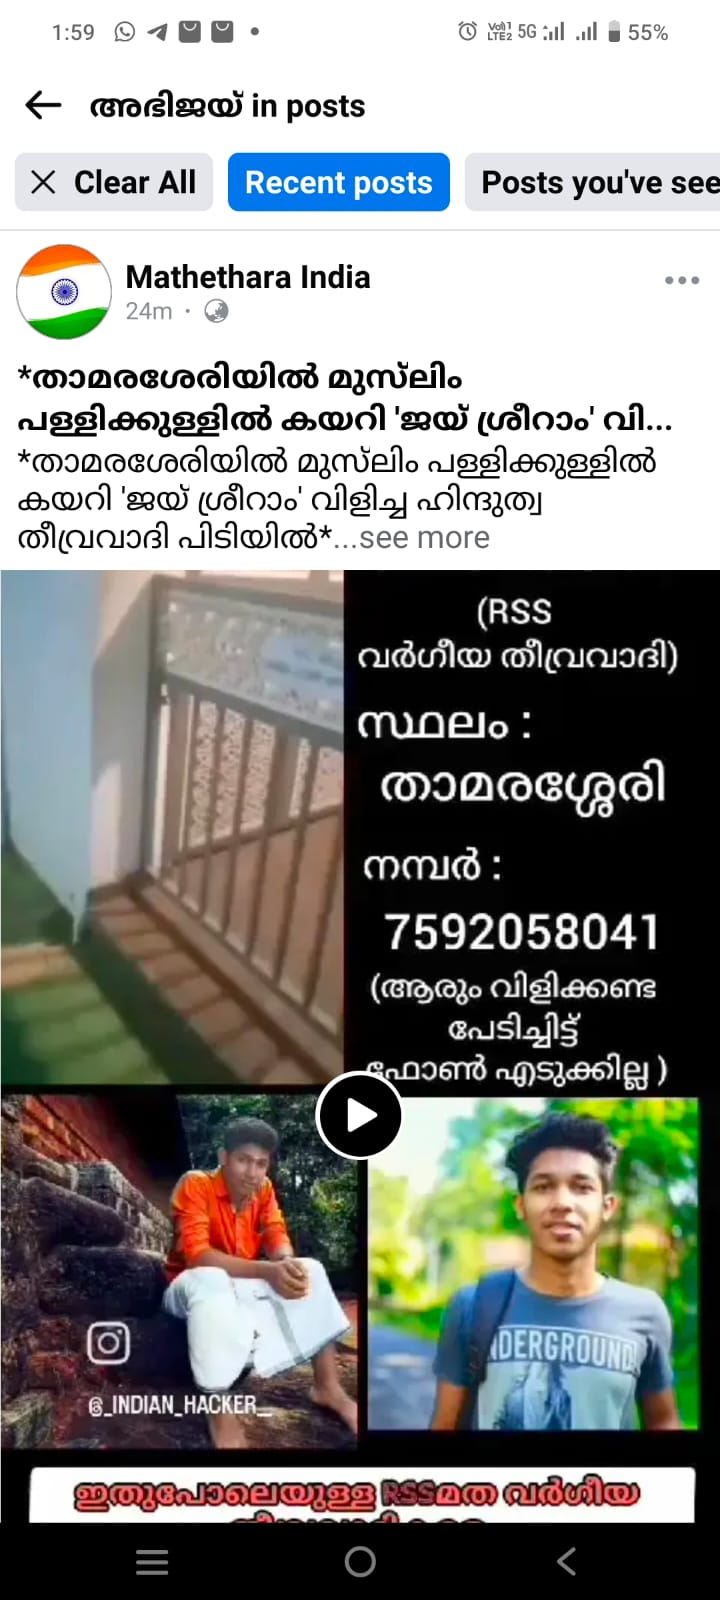 1:59
Vo)) 1
LTE2 5G 55%
അഭിജയ് in posts
Clear All
Recent posts
Posts you've see
Mathethara India
24m
*താമരശേരിയിൽ മുസ്‌ലിം
പള്ളിക്കുള്ളിൽ കയറി 'ജയ് ശ്രീറാം' വി...
*താമരശേരിയിൽ മുസ്‌ലിം പള്ളിക്കുള്ളിൽ
കയറി 'ജയ് ശ്രീറാം' വിളിച്ച ഹിന്ദുത്വ
തീവ്രവാദി പിടിയിൽ*...see more
(RSS
വർഗീയ തീവ്രവാദി)
സ്ഥലം :
താമരശ്ശേരി
നമ്പർ :
7592058041
(ആരും വിളിക്കണ്ട
പേടിച്ചിട്ട്
ഫോൺ എടുക്കില്ല )
@_INDIAN_HACKER_
NDERGROUND
ഇതുപോലെയുള്ള RSSമത വർഗീയ